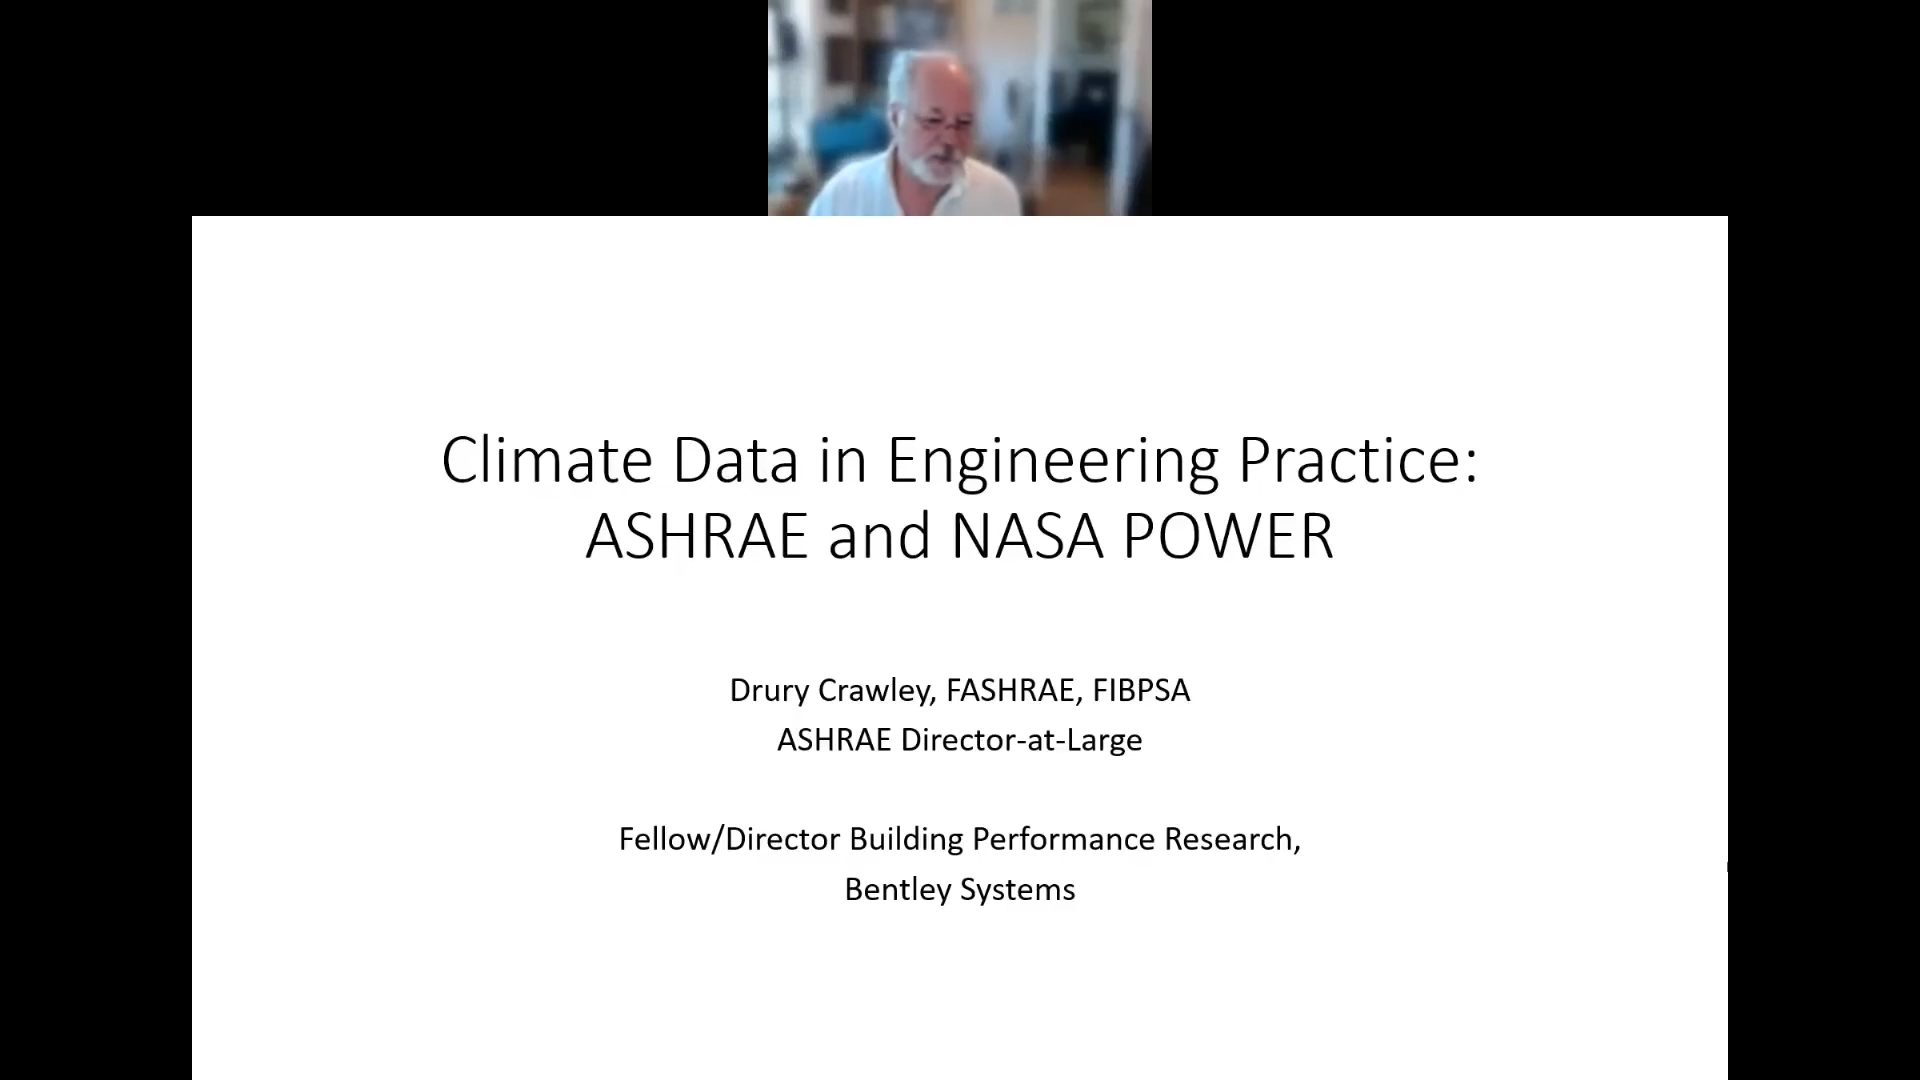 Climate Data in Engineering Practice:
ASHRAE and NASA POWER
Drury Crawley, FASHRAE, FIBPSA
ASHRAE Director-at-Large
Fellow/Director Building Performance Research,
Bentley Systems